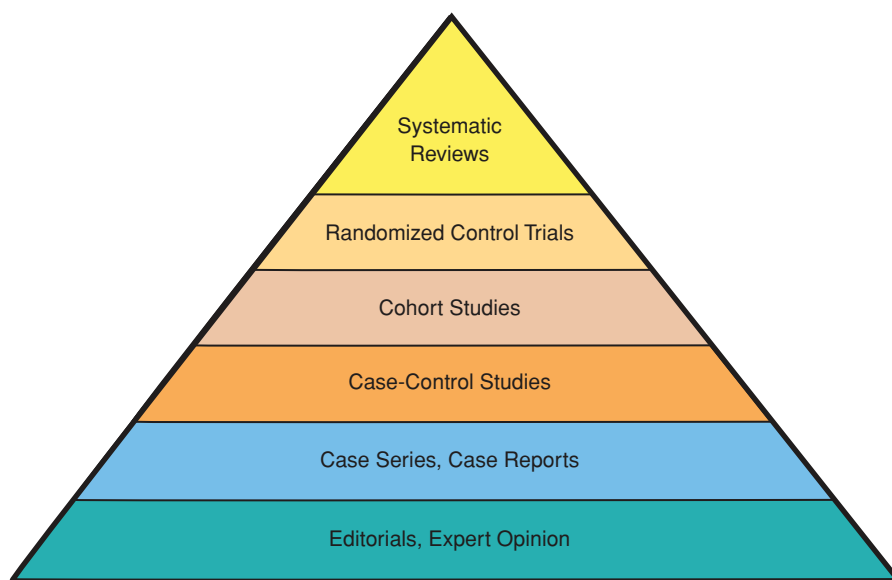 Systematic
Reviews
Randomized Control Trials
Cohort Studies
Case-Control Studies
Case Series, Case Reports
Editorials, Expert Opinion